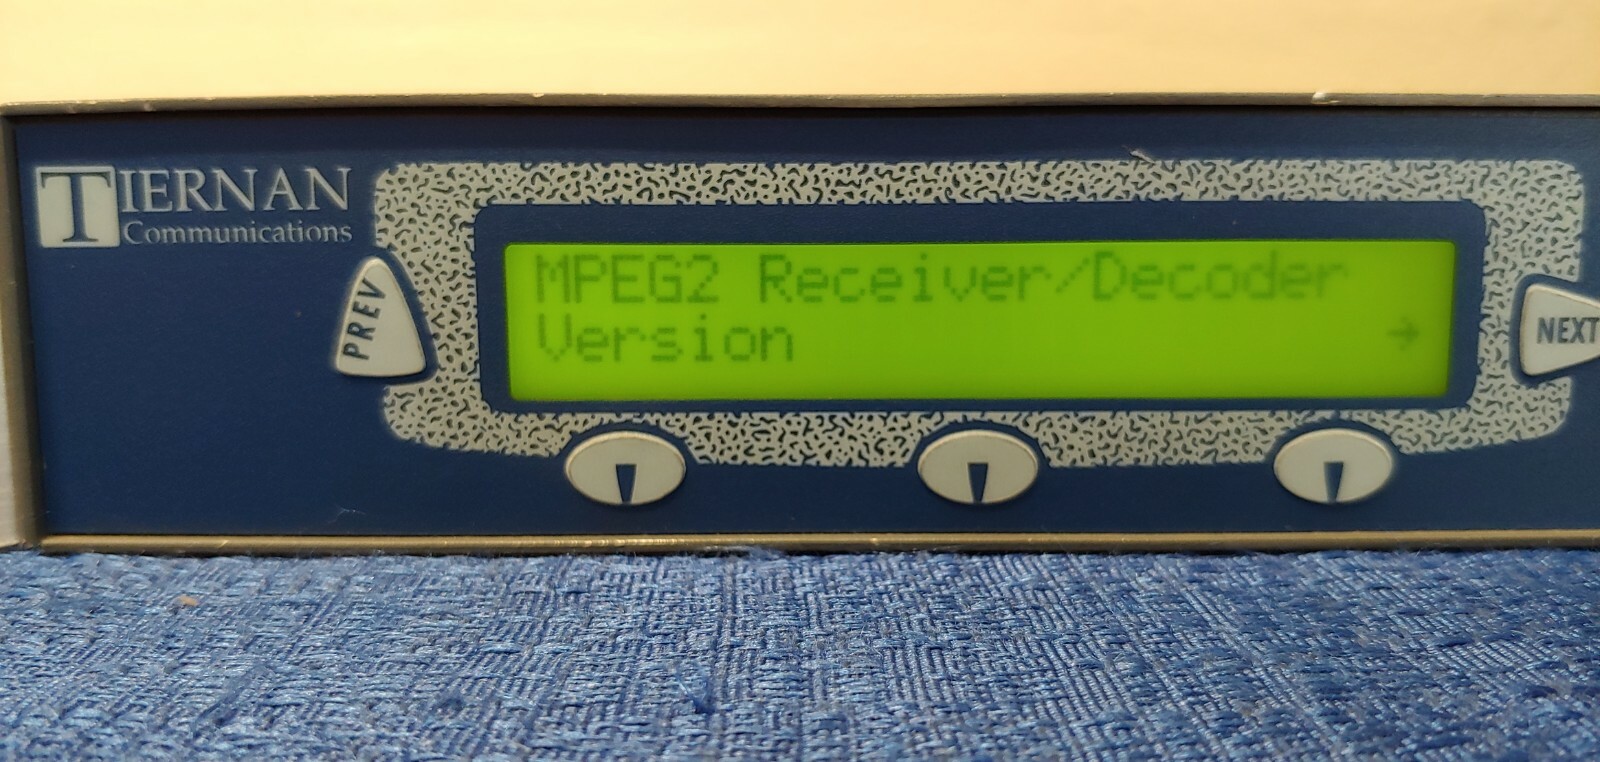 TIERNAN
Communications
PREV
MPEG2 Receiver/Decoder
Version →
NEXT